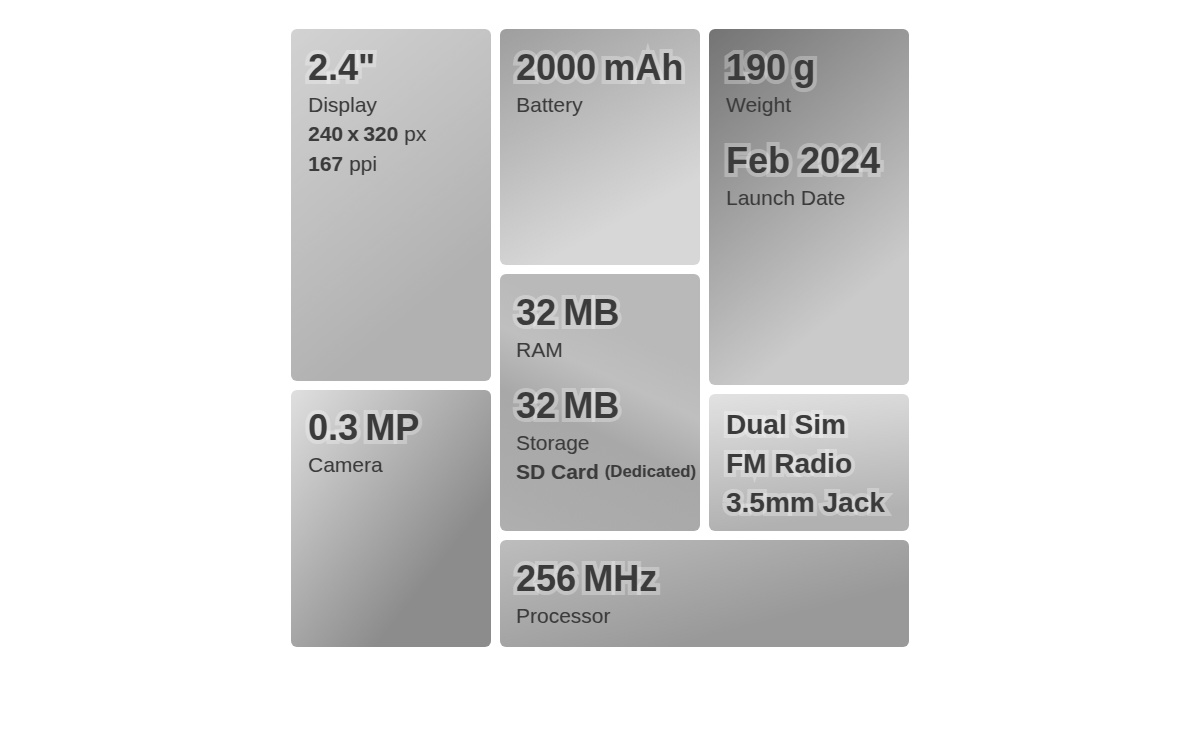 2.4"
Display
240 x 320 px
167 ppi
2000 mAh
Battery
190 g
Weight
Feb 2024
Launch Date
32 MB
RAM
32 MB
Storage
SD Card (Dedicated)
0.3 MP
Camera
Dual Sim
FM Radio
3.5mm Jack
256 MHz
Processor